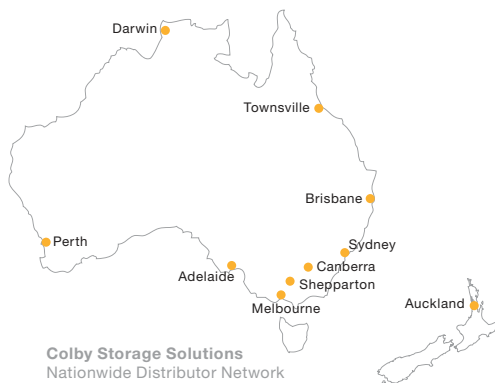 Darwin
Townsville
Brisbane
Perth
Sydney
Canberra
Adelaide
Shepparton
Melbourne
Auckland
Colby Storage Solutions
Nationwide Distributor Network